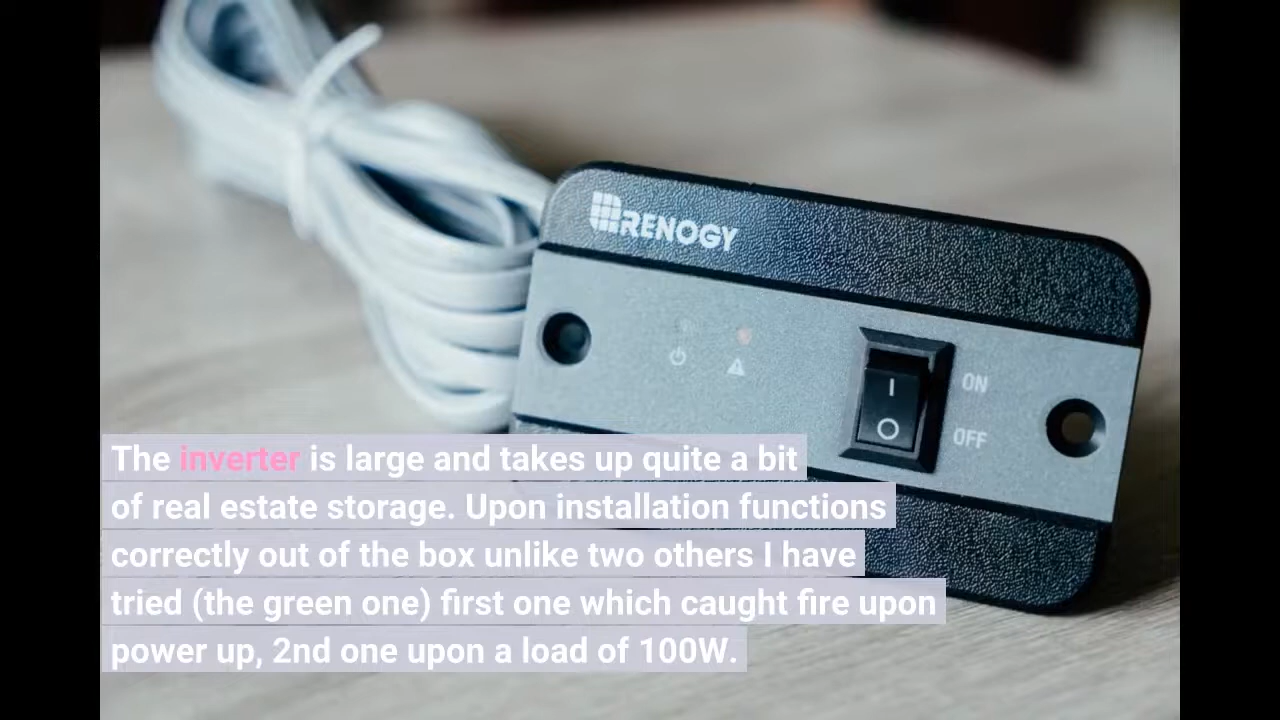 RENOGY
ON
OFF
The inverter is large and takes up quite a bit
of real estate storage. Upon installation functions
correctly out of the box unlike two others I have
tried (the green one) first one which caught fire upon
power up, 2nd one upon a load of 100W.